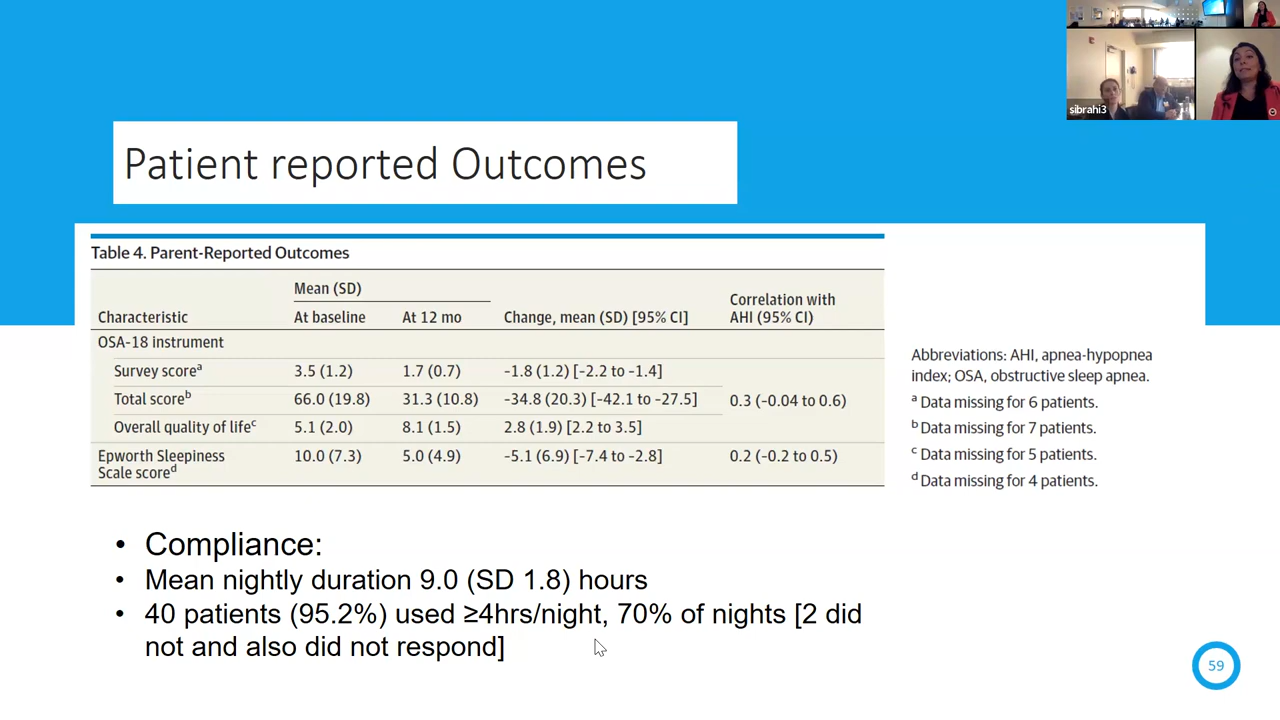 sibrahi3
Patient reported Outcomes
Table 4. Parent-Reported Outcomes
Mean (SD)
Characteristic At baseline At 12 mo Change, mean (SD) [95% CI] Correlation with AHI (95% CI)
OSA-18 instrument
Survey scoreᵃ 3.5 (1.2) 1.7 (0.7) -1.8 (1.2) [-2.2 to -1.4]
Total scoreᵇ 66.0 (19.8) 31.3 (10.8) -34.8 (20.3) [-42.1 to -27.5] 0.3 (-0.04 to 0.6)
Overall quality of lifeᶜ 5.1 (2.0) 8.1 (1.5) 2.8 (1.9) [2.2 to 3.5]
Epworth Sleepiness Scale scoreᵈ 10.0 (7.3) 5.0 (4.9) -5.1 (6.9) [-7.4 to -2.8] 0.2 (-0.2 to 0.5)
Abbreviations: AHI, apnea-hypopnea
index; OSA, obstructive sleep apnea.
ᵃ Data missing for 6 patients.
ᵇ Data missing for 7 patients.
ᶜ Data missing for 5 patients.
ᵈ Data missing for 4 patients.
• Compliance:
• Mean nightly duration 9.0 (SD 1.8) hours
• 40 patients (95.2%) used ≥4hrs/night, 70% of nights [2 did
not and also did not respond]
59